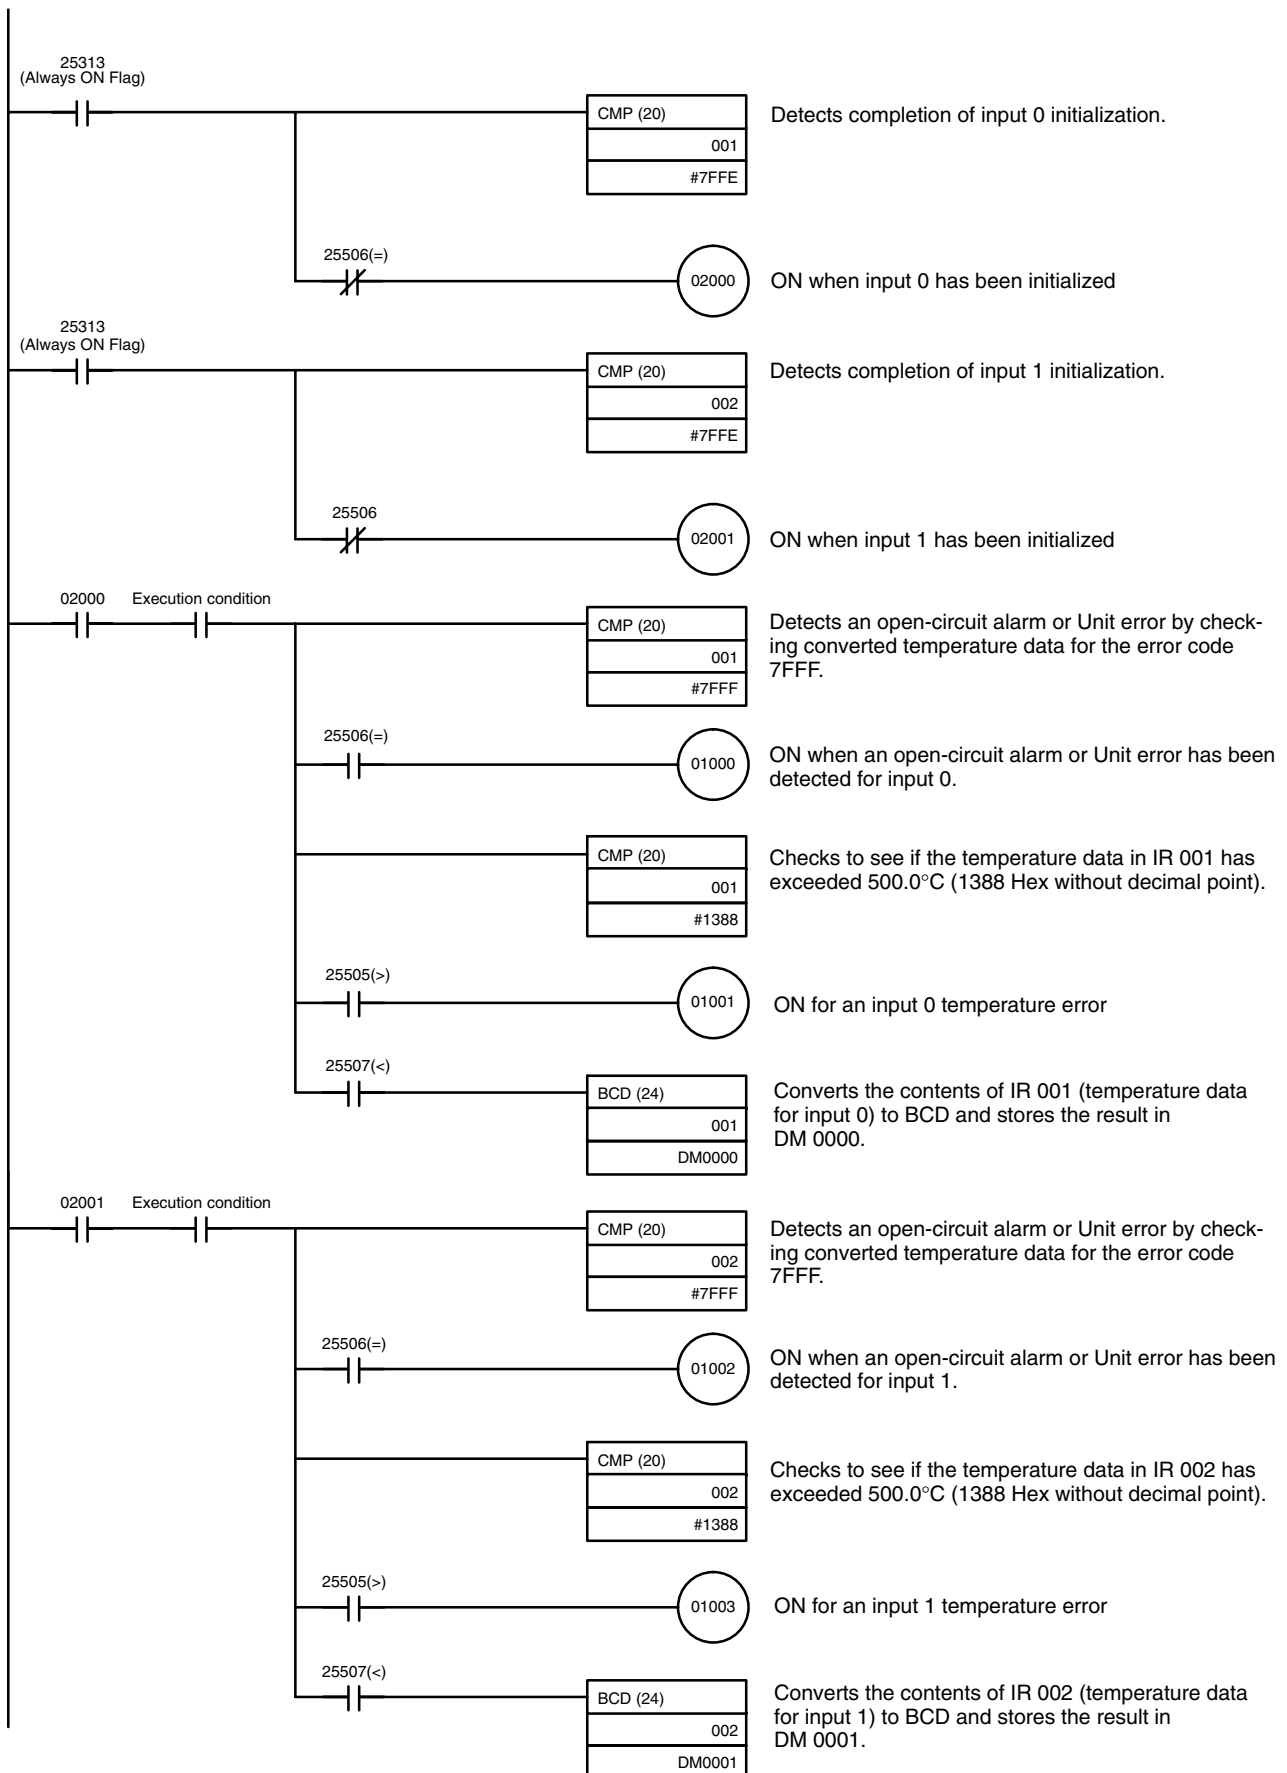 25313
(Always ON Flag)
CMP (20)
001
#7FFE
Detects completion of input 0 initialization.
25506(=)
02000
ON when input 0 has been initialized
25313
(Always ON Flag)
CMP (20)
002
#7FFE
Detects completion of input 1 initialization.
25506
02001
ON when input 1 has been initialized
02000 Execution condition
CMP (20)
001
#7FFF
Detects an open-circuit alarm or Unit error by check-
ing converted temperature data for the error code
7FFF.
25506(=)
01000
ON when an open-circuit alarm or Unit error has been
detected for input 0.
CMP (20)
001
#1388
Checks to see if the temperature data in IR 001 has
exceeded 500.0°C (1388 Hex without decimal point).
25505(>)
01001
ON for an input 0 temperature error
25507(<)
BCD (24)
001
DM0000
Converts the contents of IR 001 (temperature data
for input 0) to BCD and stores the result in
DM 0000.
02001 Execution condition
CMP (20)
002
#7FFF
Detects an open-circuit alarm or Unit error by check-
ing converted temperature data for the error code
7FFF.
25506(=)
01002
ON when an open-circuit alarm or Unit error has been
detected for input 1.
CMP (20)
002
#1388
Checks to see if the temperature data in IR 002 has
exceeded 500.0°C (1388 Hex without decimal point).
25505(>)
01003
ON for an input 1 temperature error
25507(<)
BCD (24)
002
DM0001
Converts the contents of IR 002 (temperature data
for input 1) to BCD and stores the result in
DM 0001.